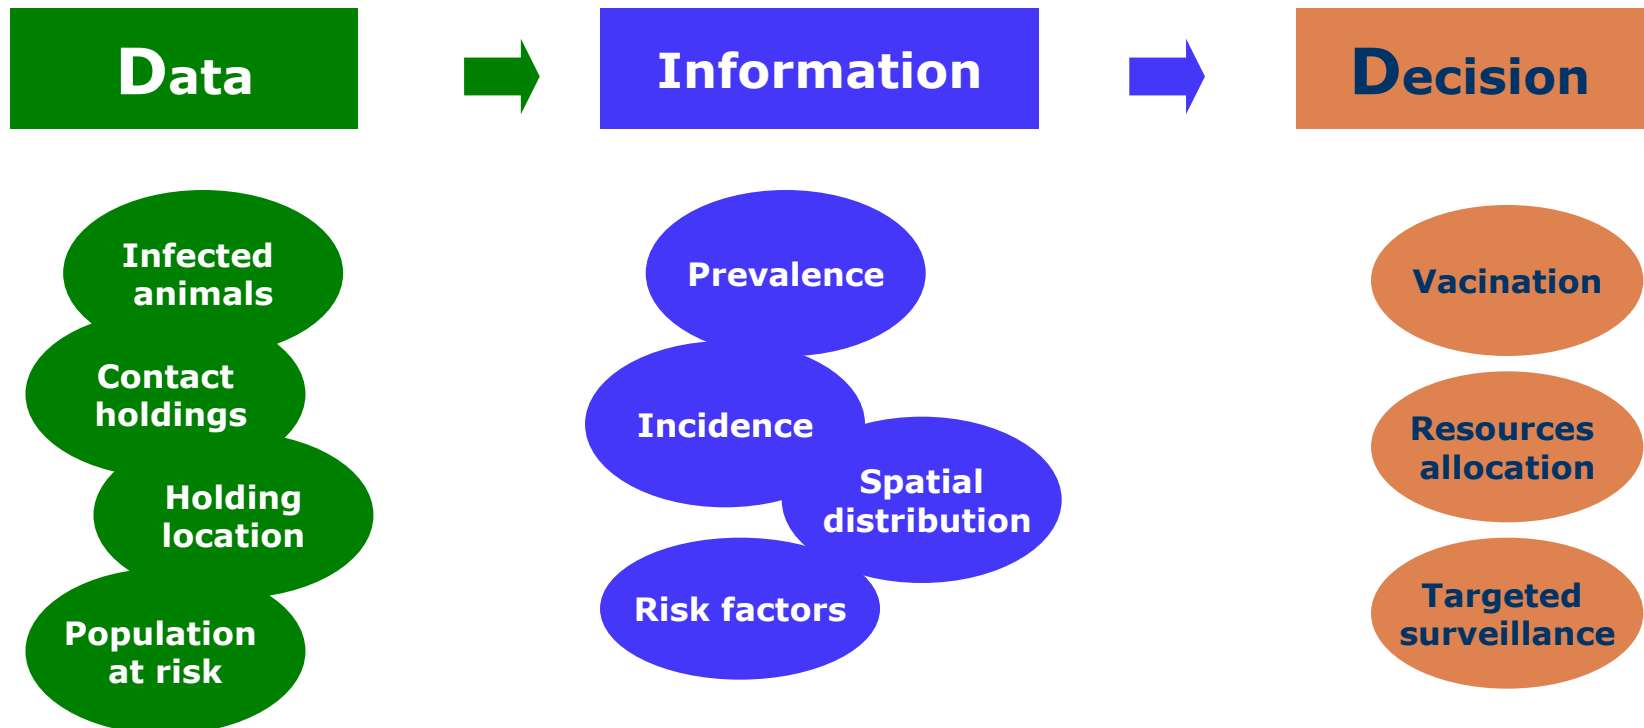 Data
Information
Decision
Infected
animals
Contact
holdings
Holding
location
Population
at risk
Prevalence
Incidence
Spatial
distribution
Risk factors
Vacination
Resources
allocation
Targeted
surveillance